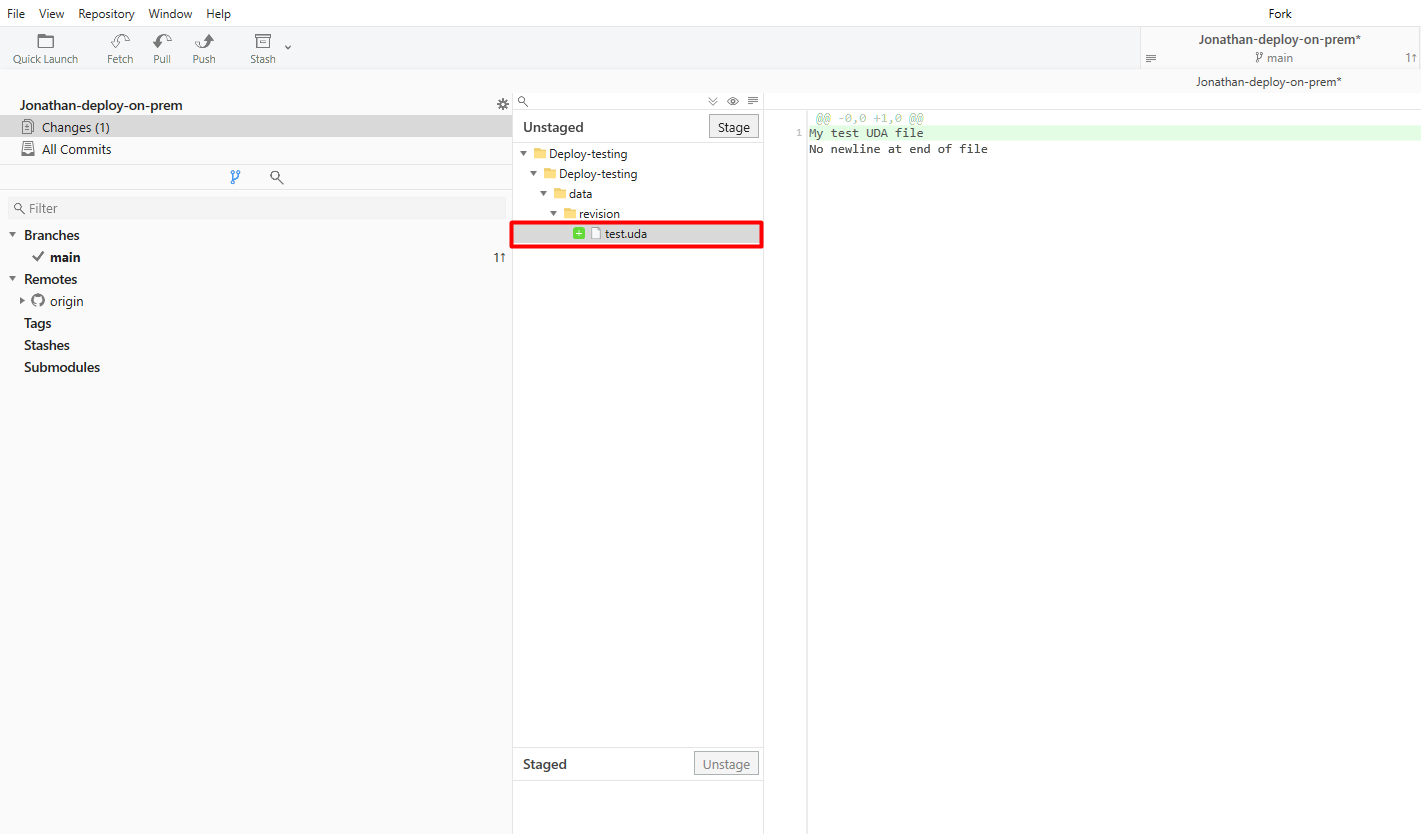 File View Repository Window Help
Fork
Quick Launch Fetch Pull Push Stash
Jonathan-deploy-on-prem*
main 1↑
Jonathan-deploy-on-prem*
Jonathan-deploy-on-prem
Changes (1)
All Commits
Filter
Branches
main 1↑
Remotes
origin
Tags
Stashes
Submodules
Unstaged Stage
Deploy-testing
Deploy-testing
data
revision
test.uda
Staged Unstage
@@ -0,0 +1,0 @@
1 My test UDA file
No newline at end of file